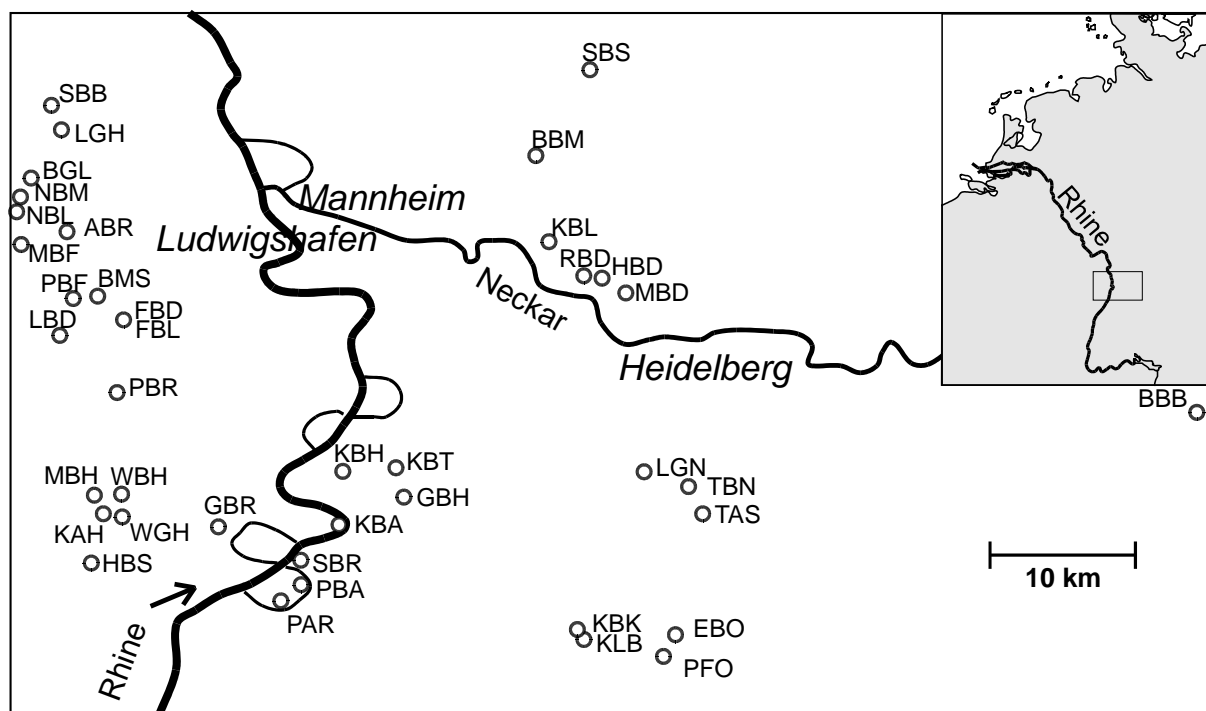 SBS
SBB
LGH
BBM
BGL
NBM
Mannheim
NBL
ABR
Ludwigshafen
MBF
KBL
Rhine
RBD
HBD
MBD
PBF
BMS
Neckar
FBD
LBD
FBL
Heidelberg
PBR
BBB
KBH
KBT
LGN
MBH
WBH
TBN
GBH
GBR
TAS
KAH
WGH
KBA
HBS
SBR
10 km
PBA
PAR
Rhine
KBK
EBO
KLB
PFO